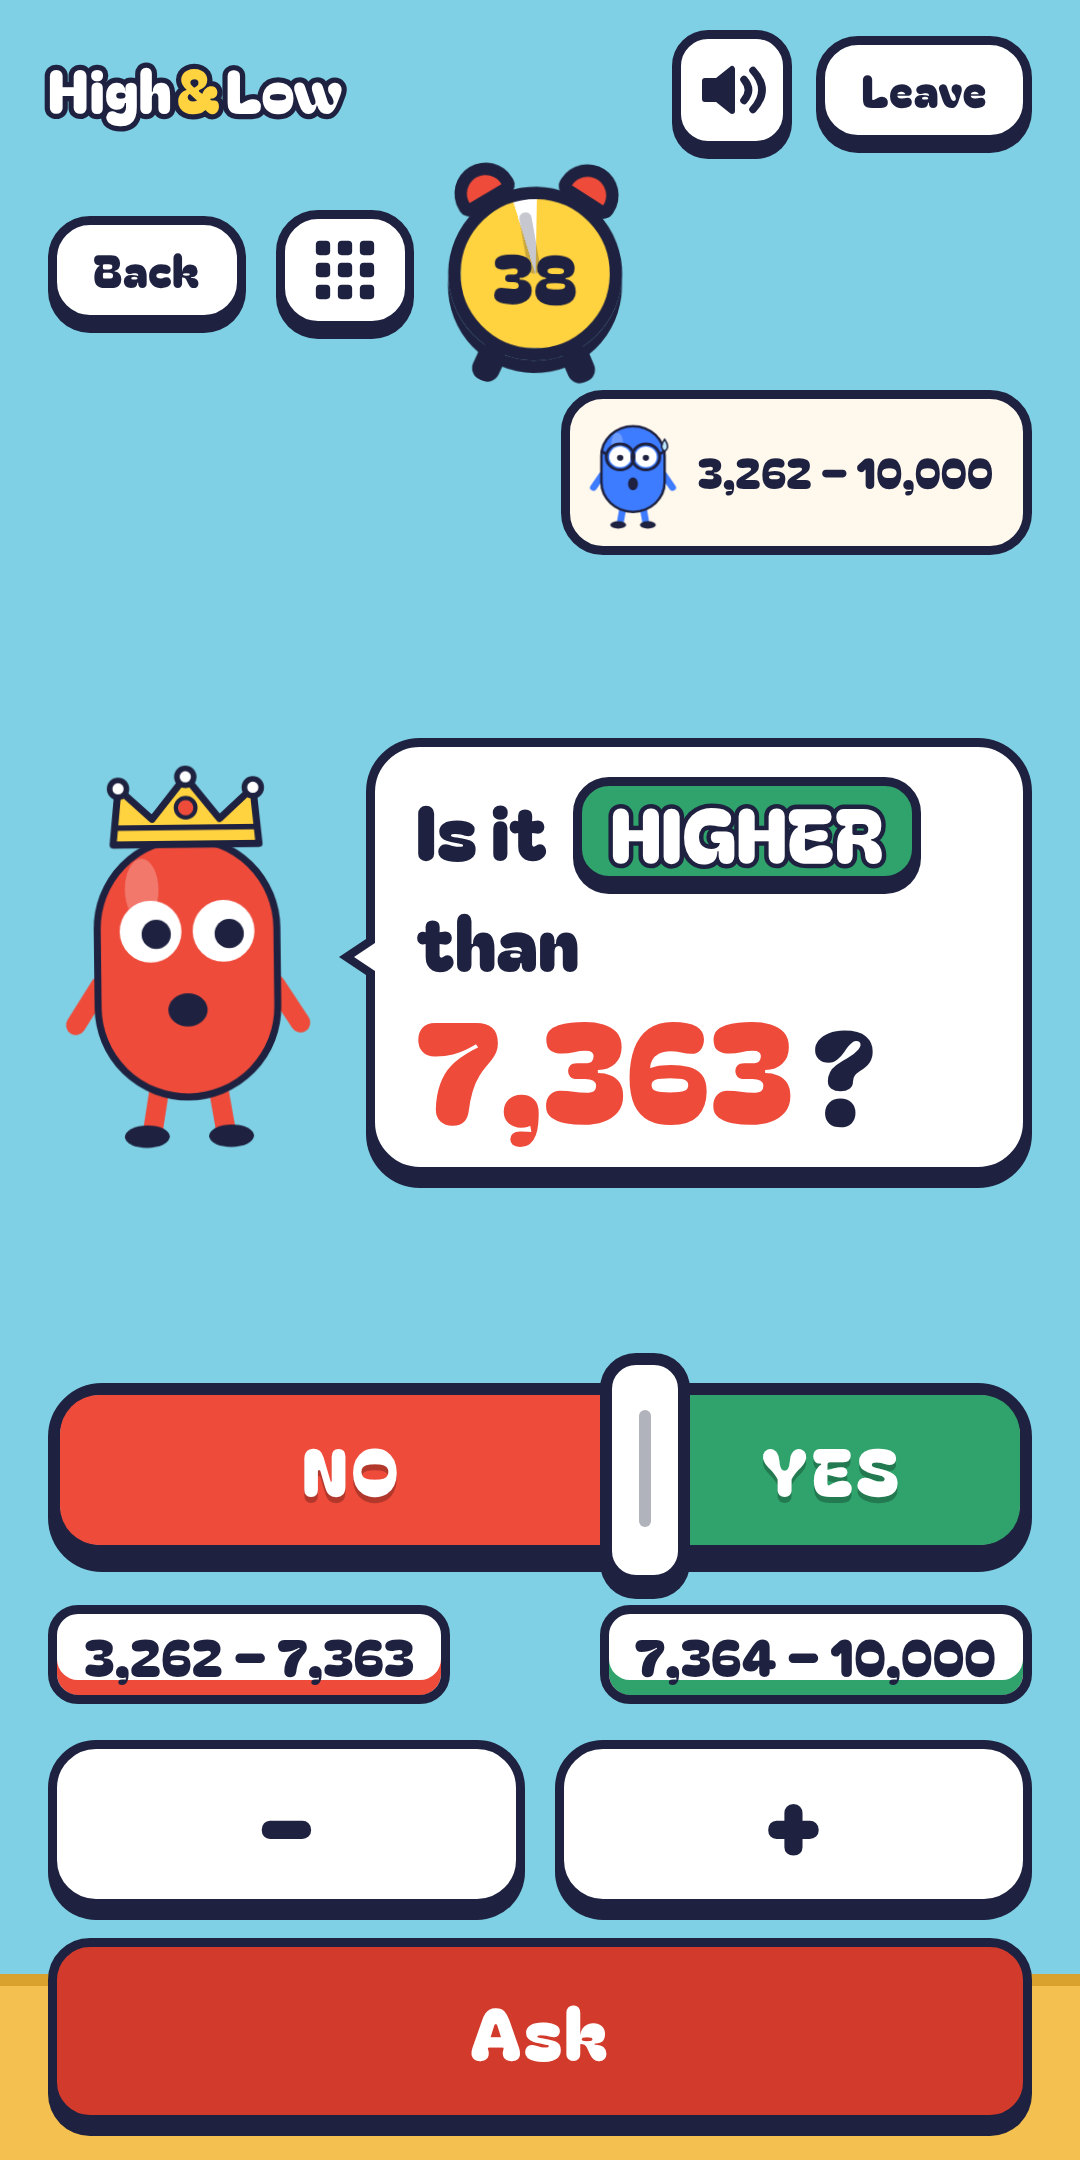 High&Low
Leave
Back
38
3,262 – 10,000
Is it HIGHER
than
7,363?
NO
YES
3,262 – 7,363
7,364 – 10,000
–
+
Ask